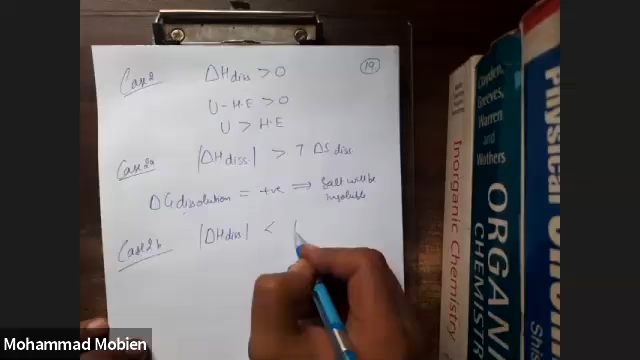 19
Case 2 ΔHdiss > 0
U - H.E > 0
U > H.E
Case 2a |ΔHdiss| > T ΔSdiss
ΔG dissolution = +ve ⟹ Salt will be
insoluble
Case 2b |ΔHdiss| <
Inorganic Chemistry
Clayden,
Greeves,
Warren
and
Wothers
ORGANIC
CHEMISTRY
Physical
Mohammad Mobien